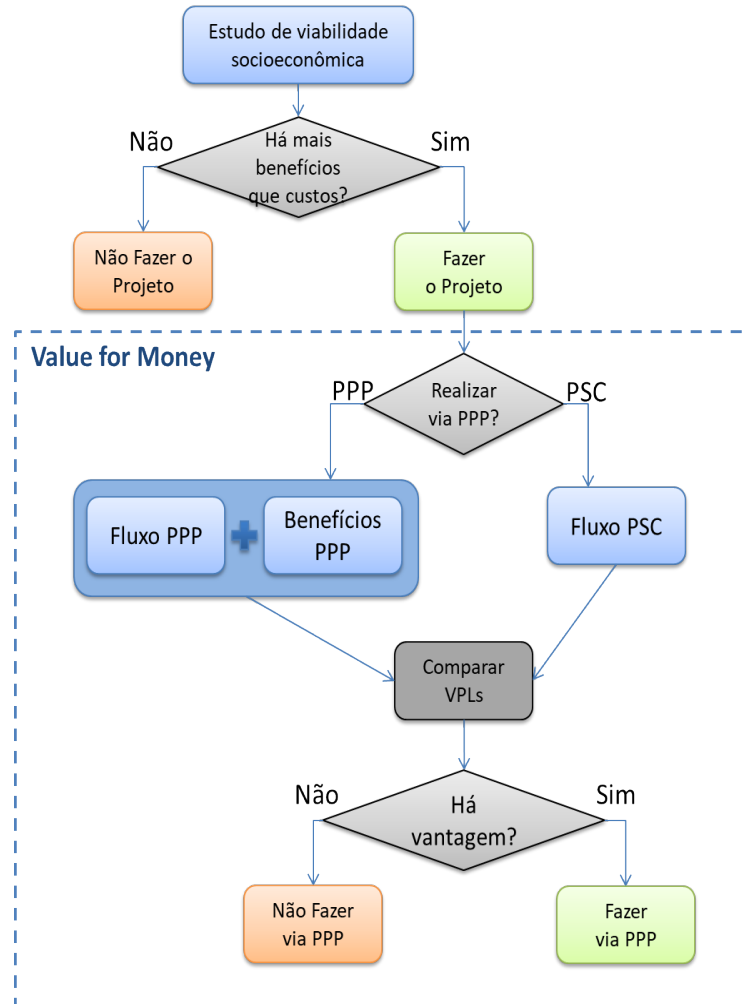 Estudo de viabilidade
socioeconômica
Não
Sim
Há mais
benefícios
que custos?
Não Fazer o
Projeto
Fazer
o Projeto
Value for Money
PPP
PSC
Realizar
via PPP?
Fluxo PPP
Benefícios
PPP
Fluxo PSC
Comparar
VPLs
Não
Sim
Há
vantagem?
Não Fazer
via PPP
Fazer
via PPP